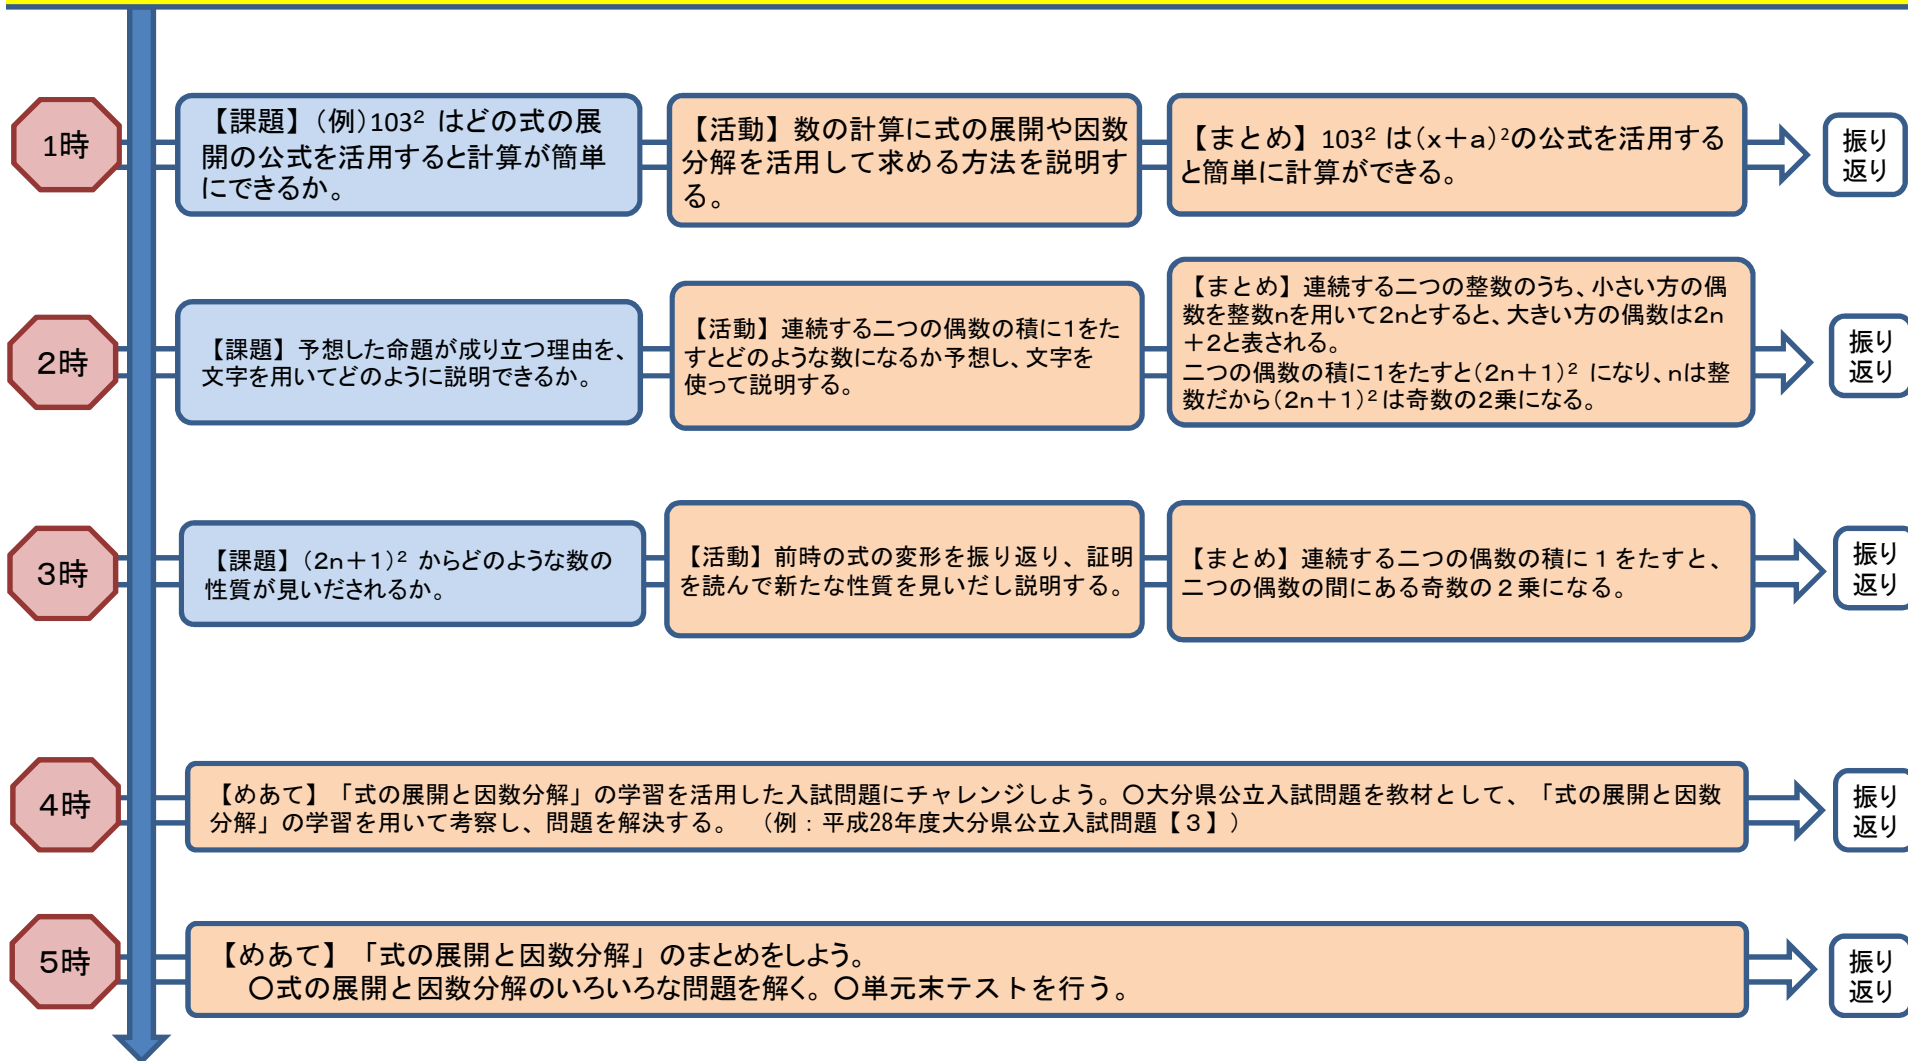 1時
【課題】（例）103² はどの式の展
開の公式を活用すると計算が簡単
にできるか。
【活動】数の計算に式の展開や因数
分解を活用して求める方法を説明す
る。
【まとめ】103² は（x＋a）²の公式を活用する
と簡単に計算ができる。
振り
返り
2時
【課題】予想した命題が成り立つ理由を、
文字を用いてどのように説明できるか。
【活動】連続する二つの偶数の積に1をた
すとどのような数になるか予想し、文字を
使って説明する。
【まとめ】連続する二つの整数のうち、小さい方の偶
数を整数nを用いて2nとすると、大きい方の偶数は2n
＋2と表される。
二つの偶数の積に1をたすと（2n＋1）² になり、nは整
数だから（2n＋1）²は奇数の2乗になる。
振り
返り
3時
【課題】（2n＋1）² からどのような数の
性質が見いだされるか。
【活動】前時の式の変形を振り返り、証明
を読んで新たな性質を見いだし説明する。
【まとめ】連続する二つの偶数の積に１をたすと、
二つの偶数の間にある奇数の２乗になる。
振り
返り
4時
【めあて】「式の展開と因数分解」の学習を活用した入試問題にチャレンジしよう。〇大分県公立入試問題を教材として、「式の展開と因数
分解」の学習を用いて考察し、問題を解決する。　（例：平成28年度大分県公立入試問題【３】）
振り
返り
5時
【めあて】「式の展開と因数分解」のまとめをしよう。
〇式の展開と因数分解のいろいろな問題を解く。〇単元末テストを行う。
振り
返り